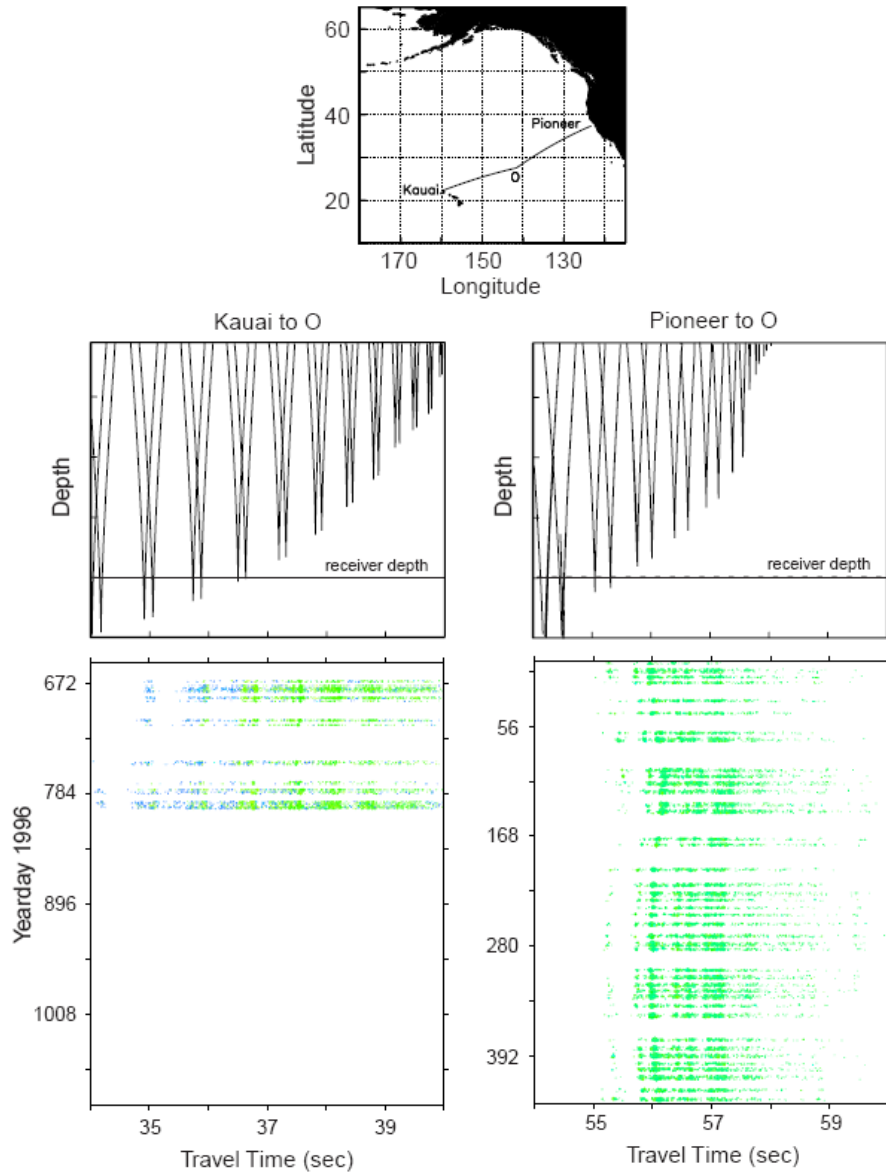 60
40
20
Latitude
Pioneer
O
Kauai
170 150 130
Longitude
Kauai to O
Pioneer to O
Depth
receiver depth
Depth
receiver depth
672
784
896
1008
Yearday 1996
35 37 39
Travel Time (sec)
56
168
280
392
55 57 59
Travel Time (sec)